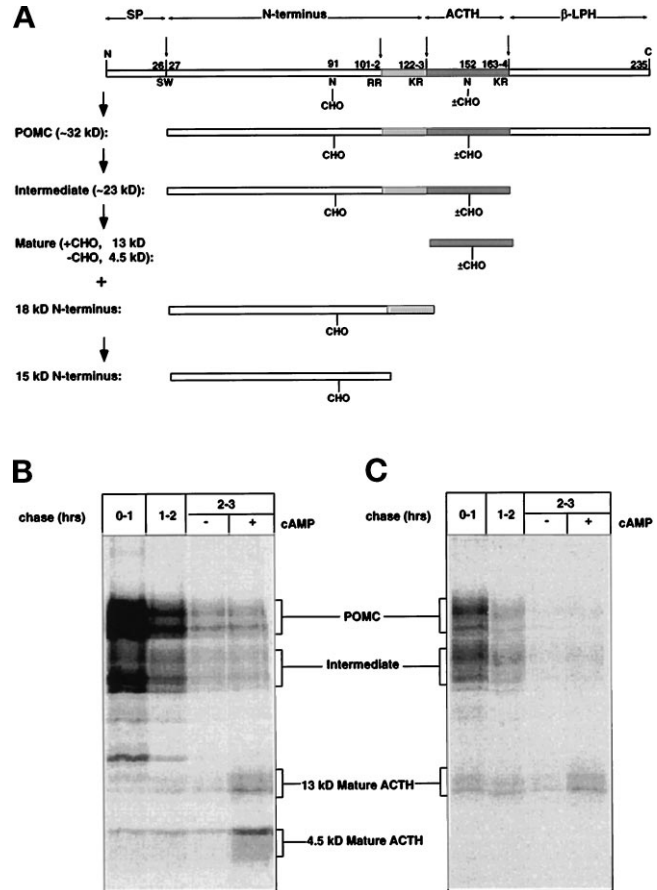 A
SP N-terminus ACTH β-LPH
N C
26 27 91 101-2 122-3 152 163-4 235
SW N RR KR N KR
CHO ±CHO
POMC (~32 kD):
CHO ±CHO
Intermediate (~23 kD):
CHO ±CHO
Mature (+CHO, 13 kD
-CHO, 4.5 kD):
±CHO
+
18 kD N-terminus:
CHO
15 kD N-terminus:
CHO
B
chase (hrs) 0-1 1-2 2-3
- + cAMP
C
chase (hrs) 0-1 1-2 2-3
- + cAMP
POMC
Intermediate
13 kD Mature ACTH
4.5 kD Mature ACTH